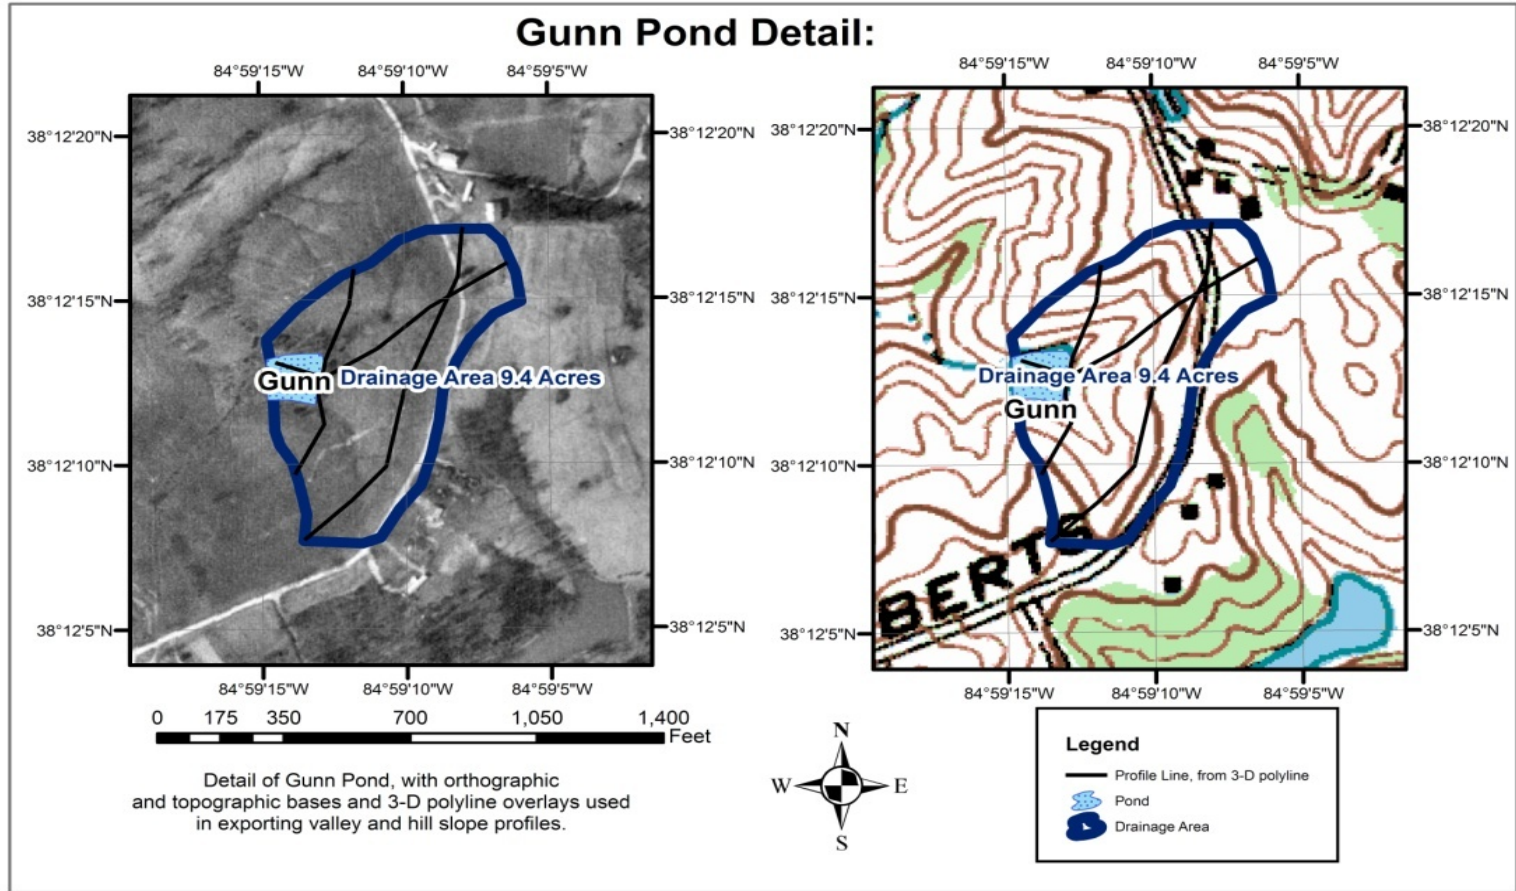 Gunn Pond Detail:
84°59'15"W 84°59'10"W 84°59'5"W
38°12'20"N 38°12'20"N
38°12'15"N 38°12'15"N
Gunn Drainage Area 9.4 Acres
38°12'10"N 38°12'10"N
38°12'5"N 38°12'5"N
84°59'15"W 84°59'10"W 84°59'5"W
84°59'15"W 84°59'10"W 84°59'5"W
38°12'20"N 38°12'20"N
38°12'15"N 38°12'15"N
Drainage Area 9.4 Acres
Gunn
38°12'10"N 38°12'10"N
BERTS
38°12'5"N 38°12'5"N
84°59'15"W 84°59'10"W 84°59'5"W
0 175 350 700 1,050 1,400
Feet
Detail of Gunn Pond, with orthographic
and topographic bases and 3-D polyline overlays used
in exporting valley and hill slope profiles.
N
W E
S
Legend
Profile Line, from 3-D polyline
Pond
Drainage Area